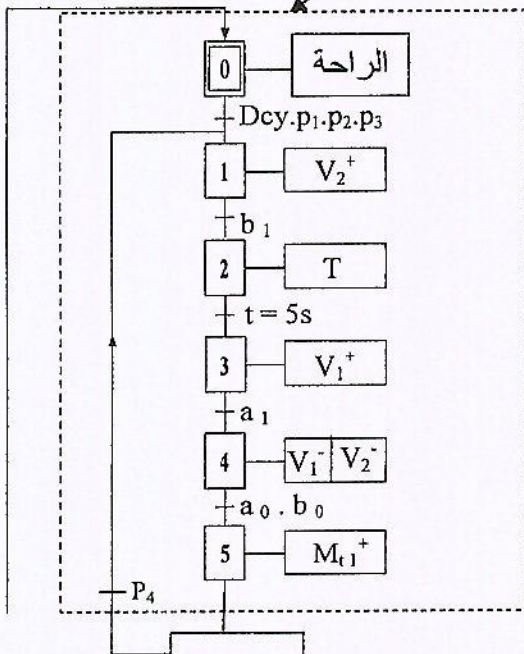 0 الراحة
Dcy.p₁.p₂.p₃
1 V₂⁺
b₁
2 T
t = 5s
3 V₁⁺
a₁
4 V₁⁻ V₂⁻
a₀ . b₀
5 Mₜ₁⁺
P₄